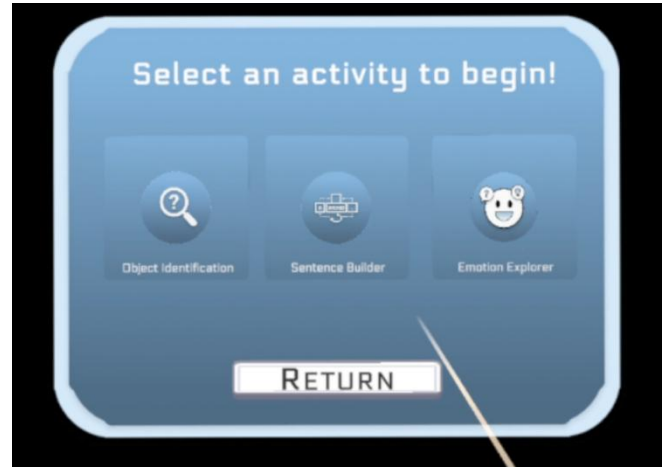 Select an activity to begin!
Object Identification
Sentence Builder
Emotion Explorer
RETURN